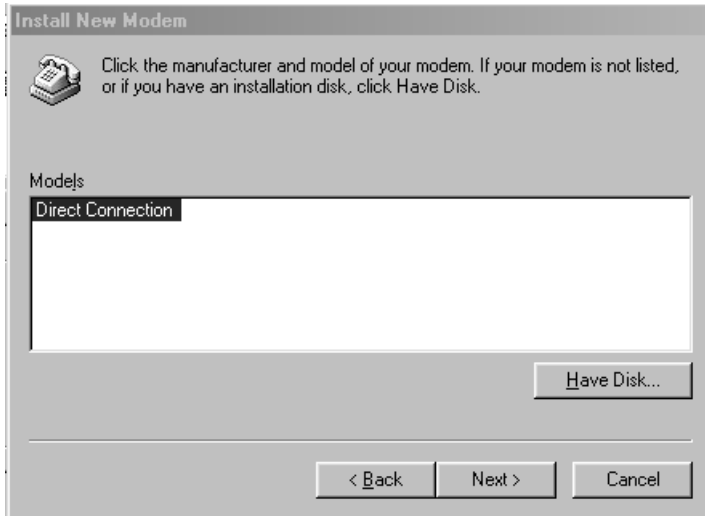 Install New Modem
Click the manufacturer and model of your modem. If your modem is not listed,
or if you have an installation disk, click Have Disk.
Models
Direct Connection
Have Disk...
< Back Next > Cancel